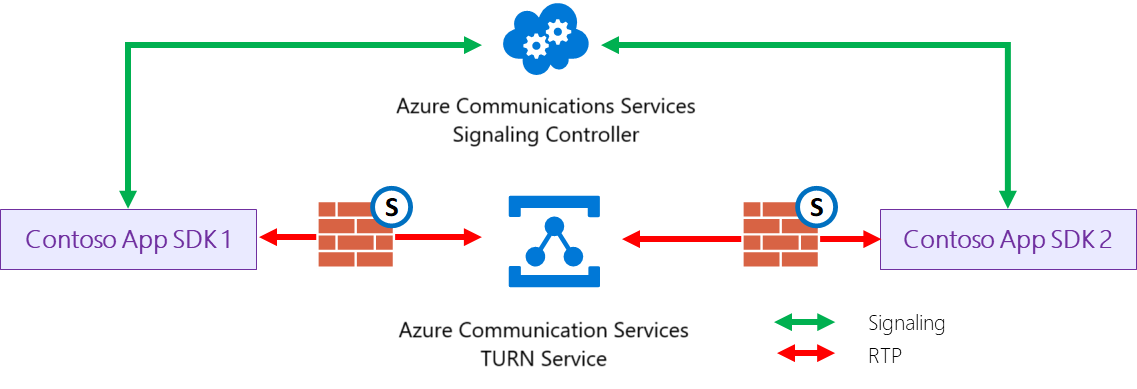 Azure Communications Services
Signaling Controller
S
S
Contoso App SDK 1
Contoso App SDK 2
Azure Communication Services
TURN Service
Signaling
RTP